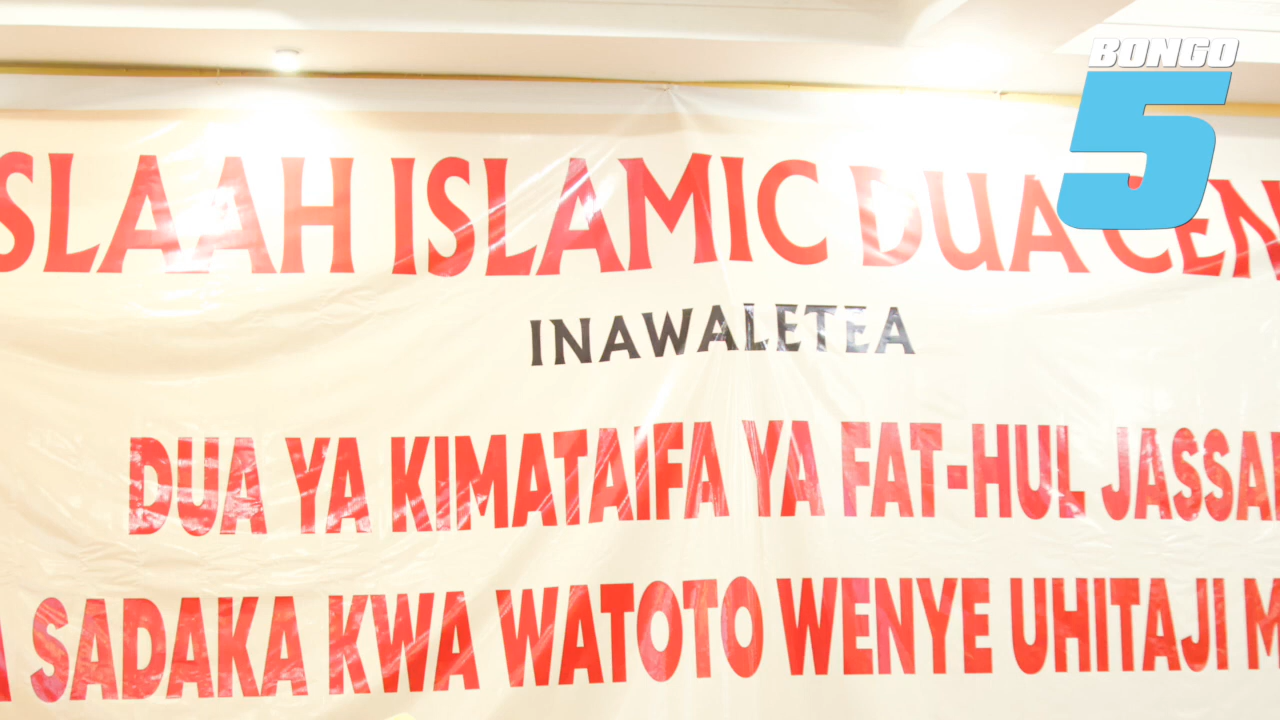 BONGO
5
SLAAH ISLAMIC DUA CEN
INAWALETEA
DUA YA KIMATAIFA YA FAT-HUL JASSA
SADAKA KWA WATOTO WENYE UHITAJI M